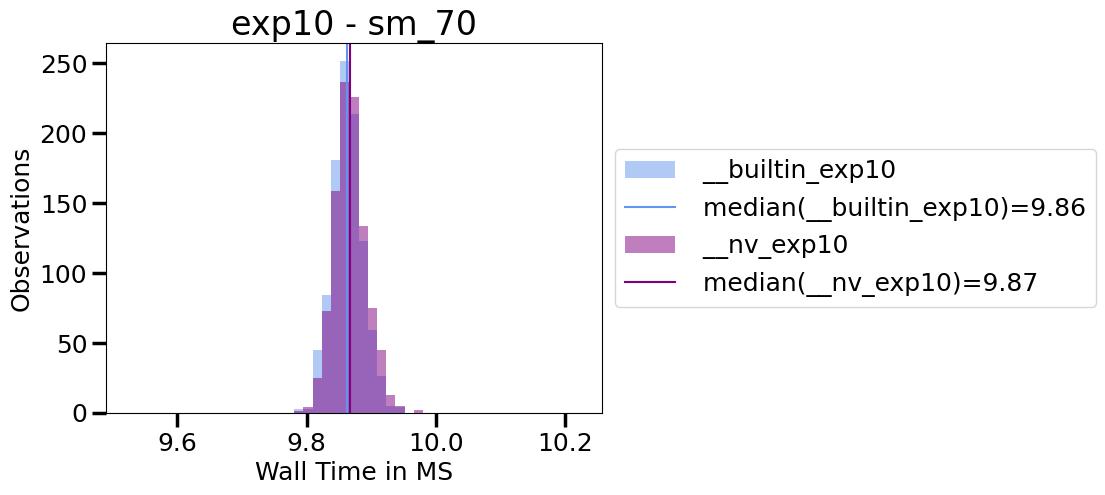 exp10 - sm_70
250
200
150
100
50
0
Observations
9.6
9.8
10.0
10.2
Wall Time in MS
__builtin_exp10
median(__builtin_exp10)=9.86
__nv_exp10
median(__nv_exp10)=9.87